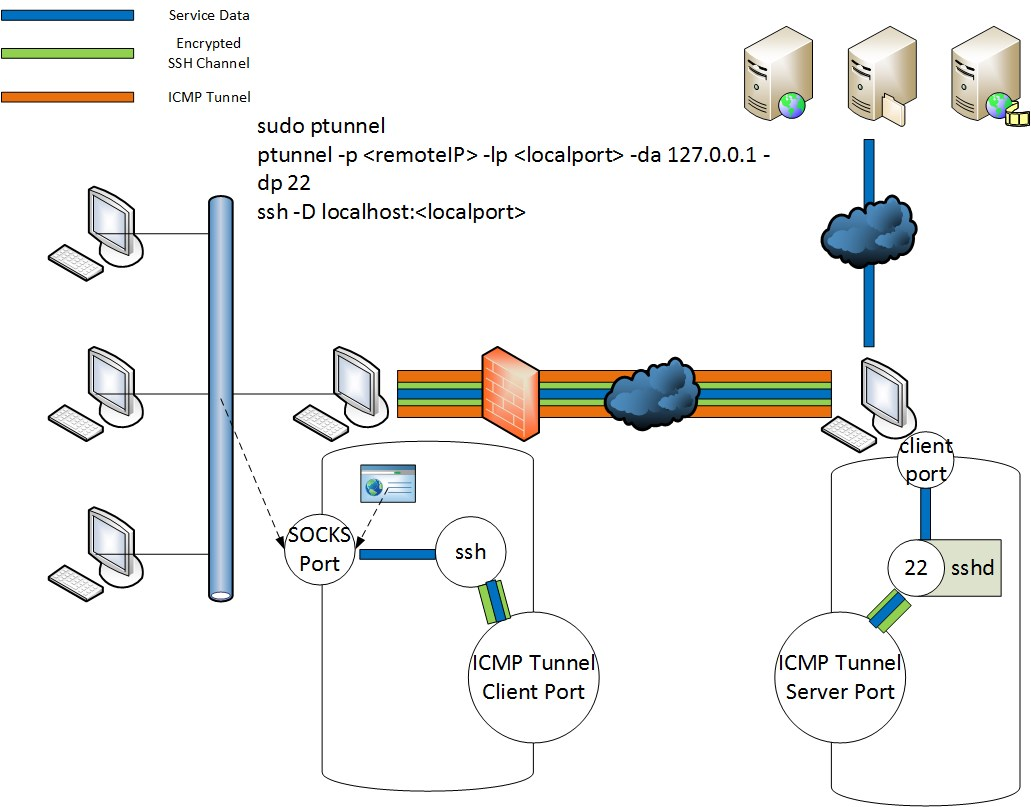 Service Data
Encrypted
SSH Channel
ICMP Tunnel
sudo ptunnel
ptunnel -p <remoteIP> -lp <localport> -da 127.0.0.1 -
dp 22
ssh -D localhost:<localport>
client
port
SOCKS
Port
ssh
22
sshd
ICMP Tunnel
Client Port
ICMP Tunnel
Server Port